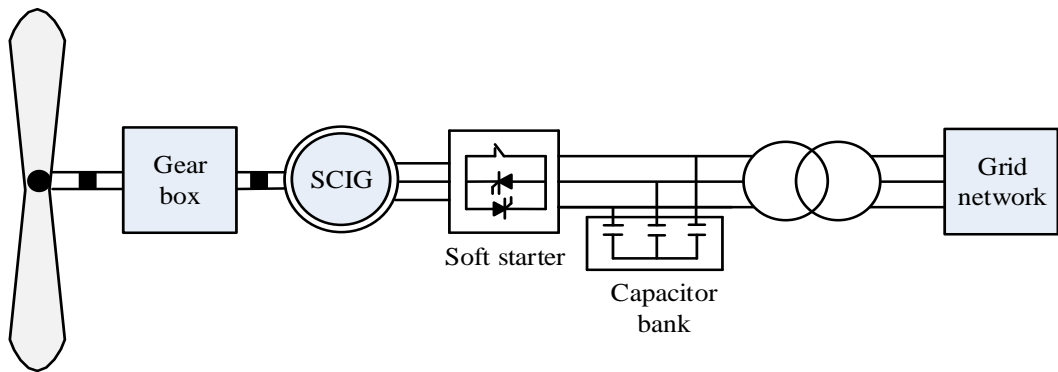 Gear
box
SCIG
Soft starter
Capacitor
bank
Grid
network